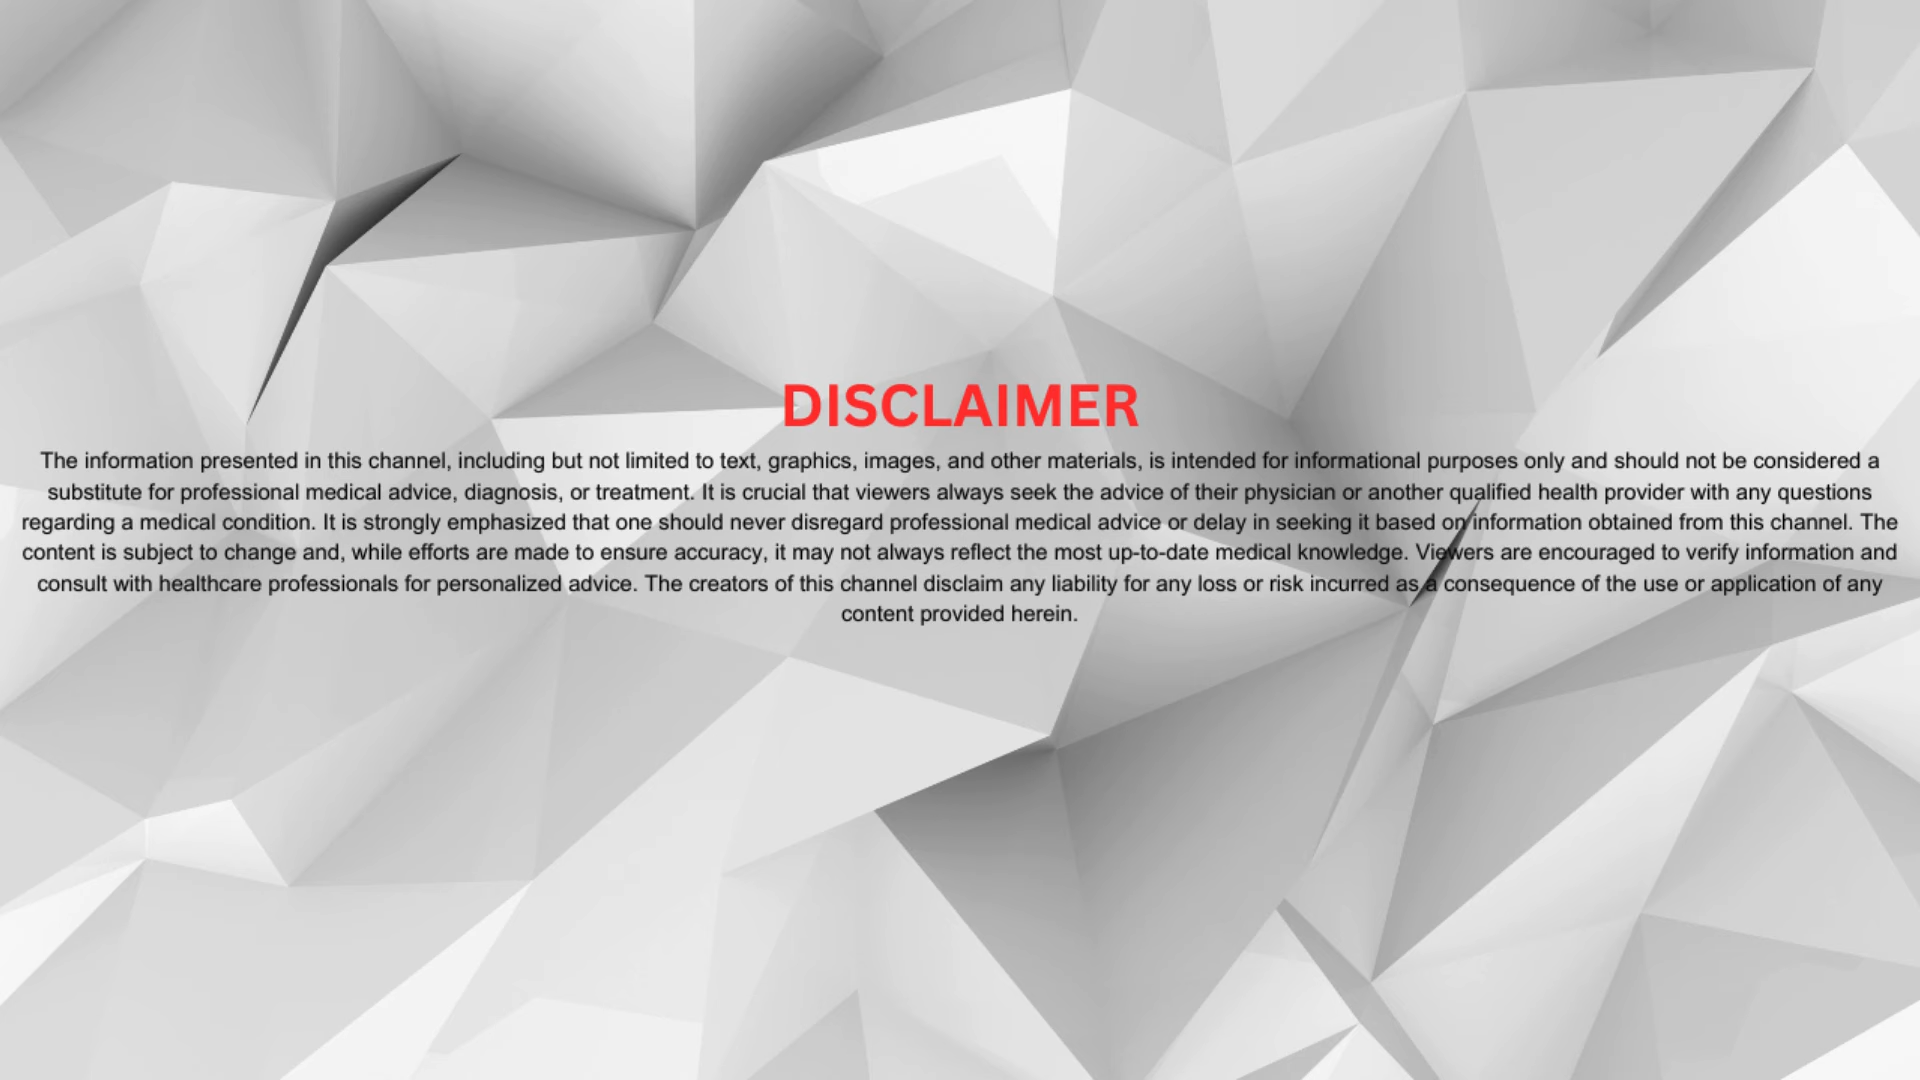 DISCLAIMER
The information presented in this channel, including but not limited to text, graphics, images, and other materials, is intended for informational purposes only and should not be considered a
substitute for professional medical advice, diagnosis, or treatment. It is crucial that viewers always seek the advice of their physician or another qualified health provider with any questions
regarding a medical condition. It is strongly emphasized that one should never disregard professional medical advice or delay in seeking it based on information obtained from this channel. The
content is subject to change and, while efforts are made to ensure accuracy, it may not always reflect the most up-to-date medical knowledge. Viewers are encouraged to verify information and
consult with healthcare professionals for personalized advice. The creators of this channel disclaim any liability for any loss or risk incurred as a consequence of the use or application of any
content provided herein.